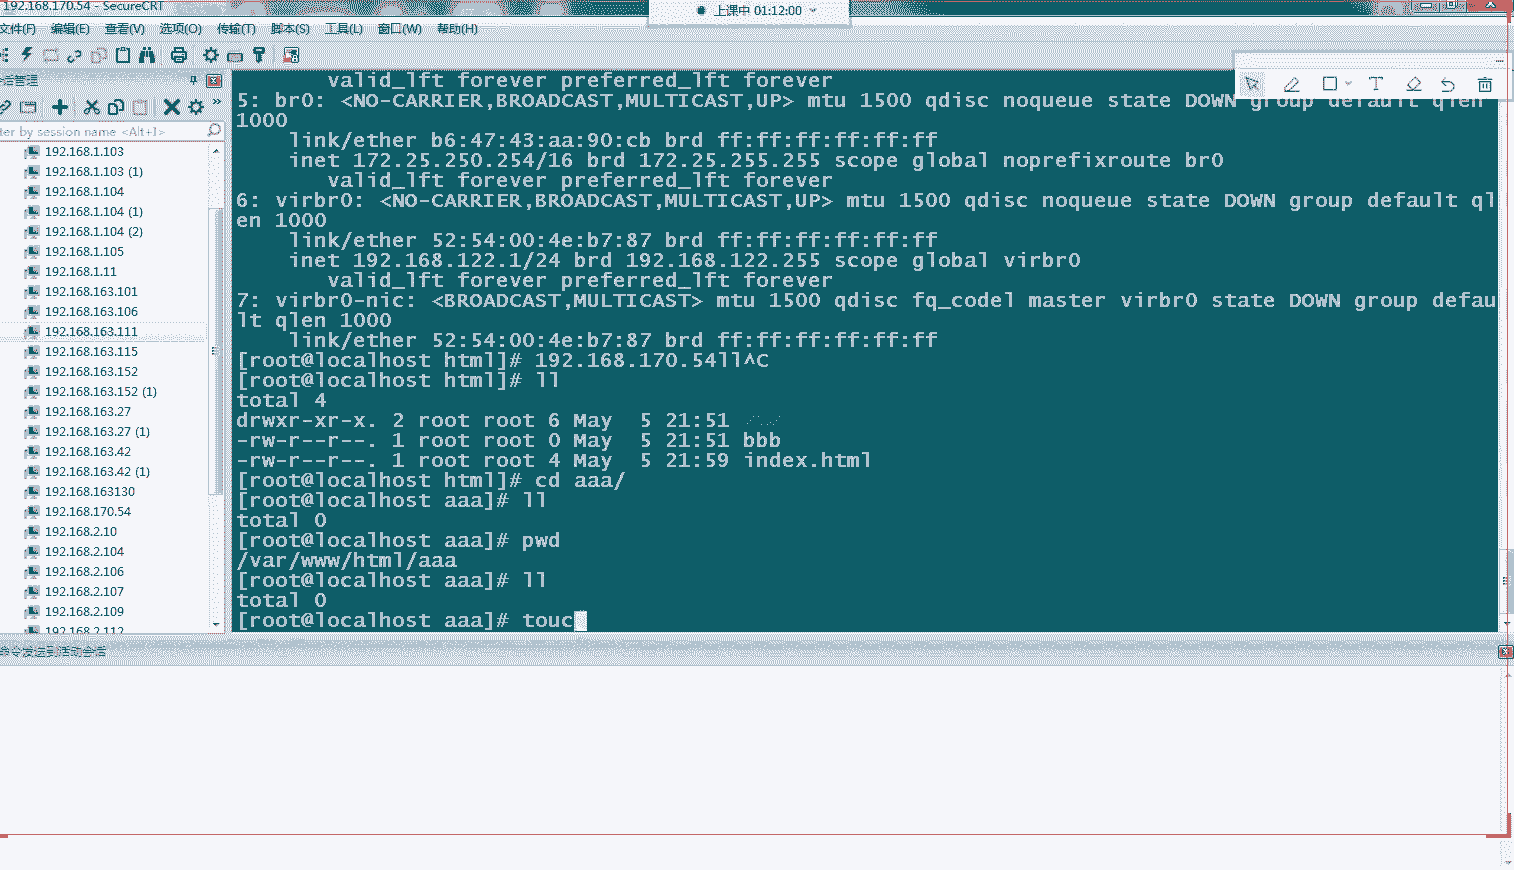 192.168.170.54 - SecureCRT
上课中 01:12:00
文件(F) 编辑(E) 查看(V) 选项(O) 传输(T) 脚本(S) 工具(L) 窗口(W) 帮助(H)
话管理
ter by session name <Alt+I>
192.168.1.103
192.168.1.103 (1)
192.168.1.104
192.168.1.104 (1)
192.168.1.104 (2)
192.168.1.105
192.168.1.11
192.168.163.101
192.168.163.106
192.168.163.111
192.168.163.115
192.168.163.152
192.168.163.152 (1)
192.168.163.27
192.168.163.27 (1)
192.168.163.42
192.168.163.42 (1)
192.168.163130
192.168.170.54
192.168.2.10
192.168.2.104
192.168.2.106
192.168.2.107
192.168.2.109
192.168.2.112
valid_lft forever preferred_lft forever
5: br0: <NO-CARRIER,BROADCAST,MULTICAST,UP> mtu 1500 qdisc noqueue state DOWN group default qlen
1000
link/ether b6:47:43:aa:90:cb brd ff:ff:ff:ff:ff:ff
inet 172.25.250.254/16 brd 172.25.255.255 scope global noprefixroute br0
valid_lft forever preferred_lft forever
6: virbr0: <NO-CARRIER,BROADCAST,MULTICAST,UP> mtu 1500 qdisc noqueue state DOWN group default ql
en 1000
link/ether 52:54:00:4e:b7:87 brd ff:ff:ff:ff:ff:ff
inet 192.168.122.1/24 brd 192.168.122.255 scope global virbr0
valid_lft forever preferred_lft forever
7: virbr0-nic: <BROADCAST,MULTICAST> mtu 1500 qdisc fq_codel master virbr0 state DOWN group defau
lt qlen 1000
link/ether 52:54:00:4e:b7:87 brd ff:ff:ff:ff:ff:ff
[root@localhost html]# 192.168.170.54ll^C
[root@localhost html]# ll
total 4
drwxr-xr-x. 2 root root 6 May  5 21:51
-rw-r--r--. 1 root root 0 May  5 21:51 bbb
-rw-r--r--. 1 root root 4 May  5 21:59 index.html
[root@localhost html]# cd aaa/
[root@localhost aaa]# ll
total 0
[root@localhost aaa]# pwd
/var/www/html/aaa
[root@localhost aaa]# ll
total 0
[root@localhost aaa]# touc
命令发送到活动会话